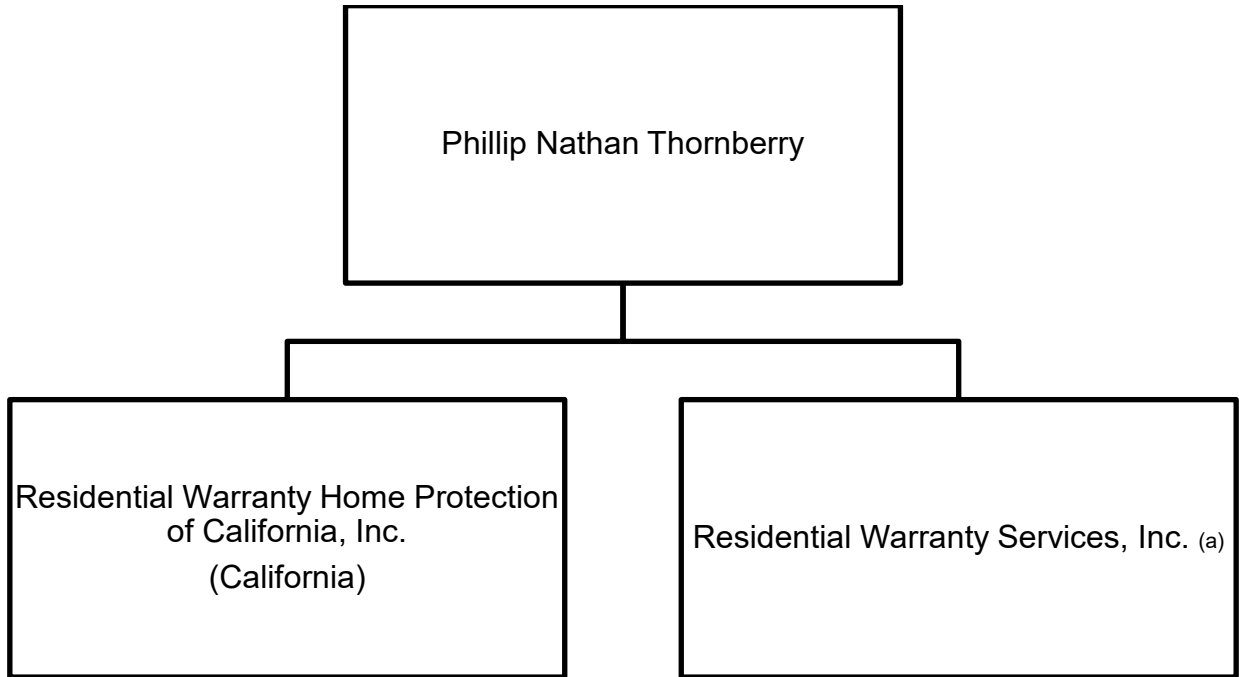 Phillip Nathan Thornberry
Residential Warranty Home Protection
of California, Inc.
(California)
Residential Warranty Services, Inc. (a)